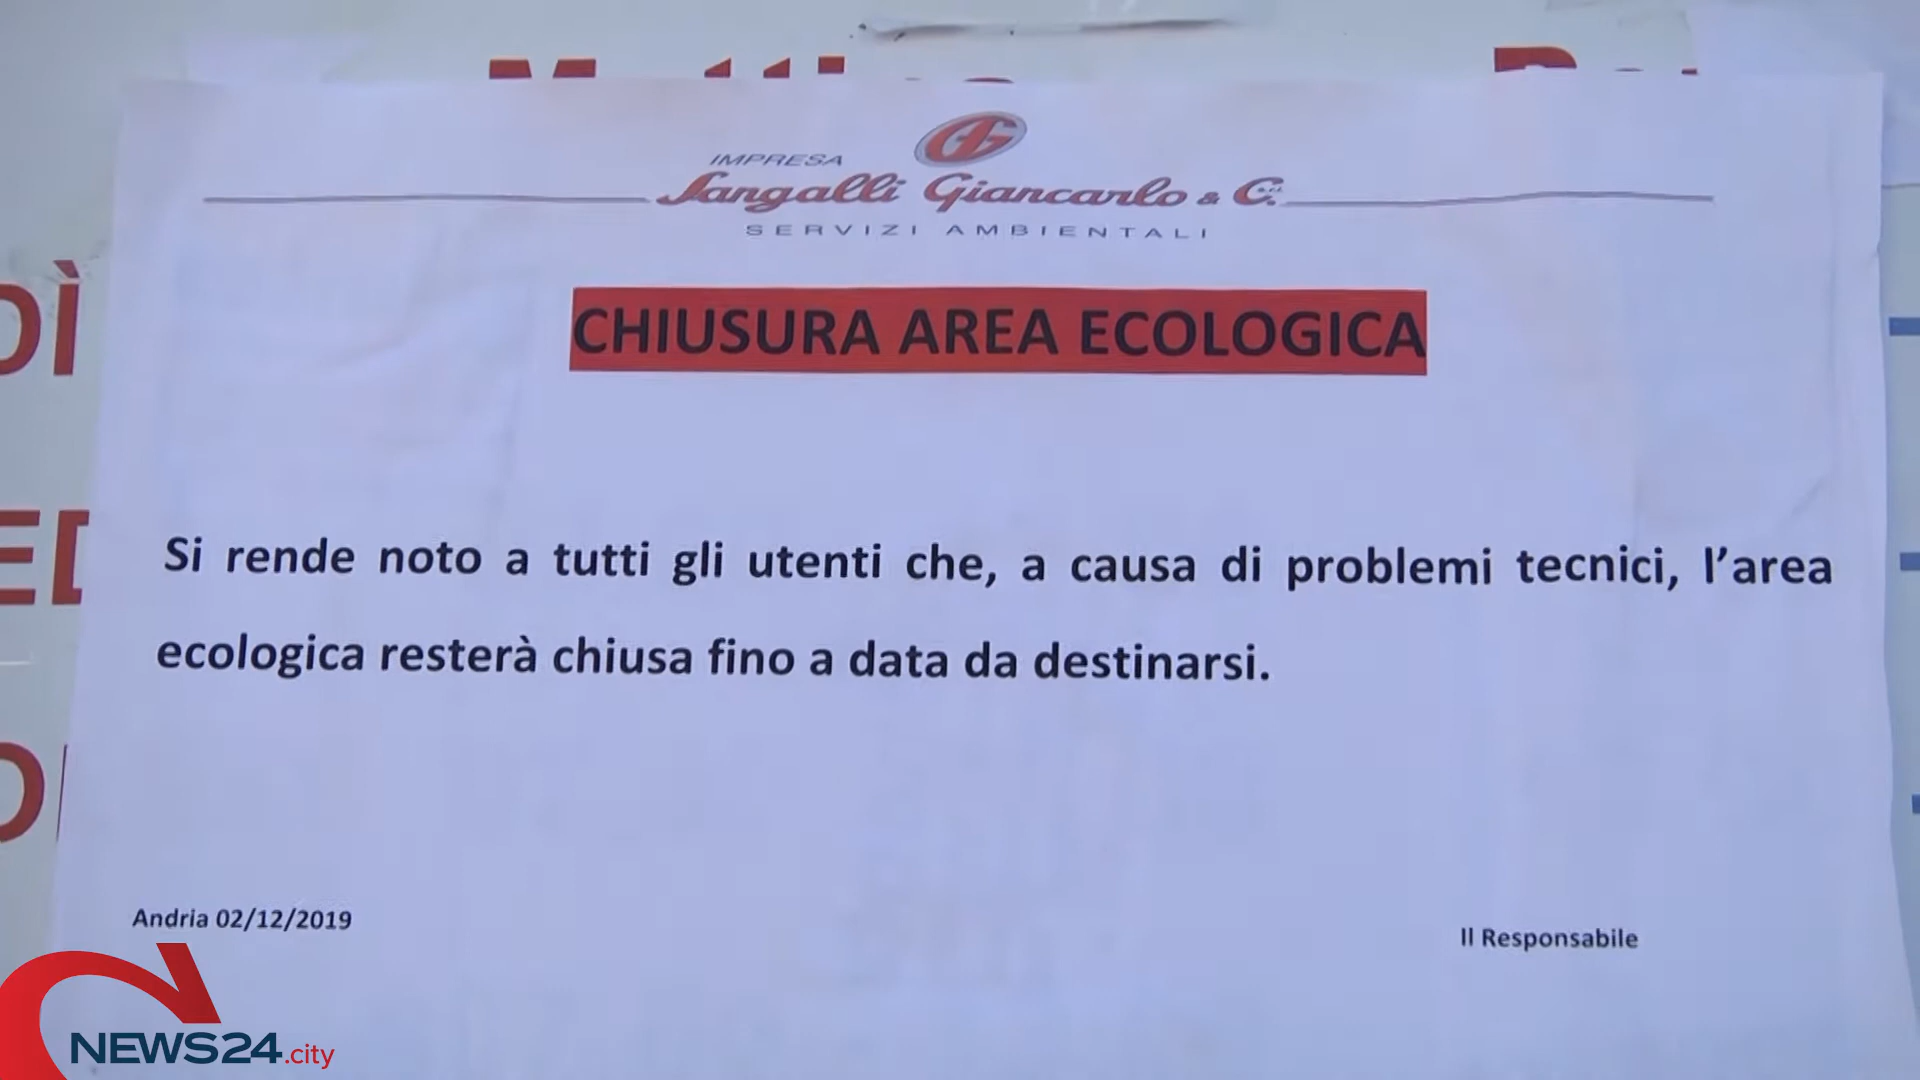 IMPRESA
Sangalli Giancarlo & C.
SERVIZI AMBIENTALI
CHIUSURA AREA ECOLOGICA
Si rende noto a tutti gli utenti che, a causa di problemi tecnici, l'area
ecologica resterà chiusa fino a data da destinarsi.
Andria 02/12/2019
Il Responsabile
NEWS24.city